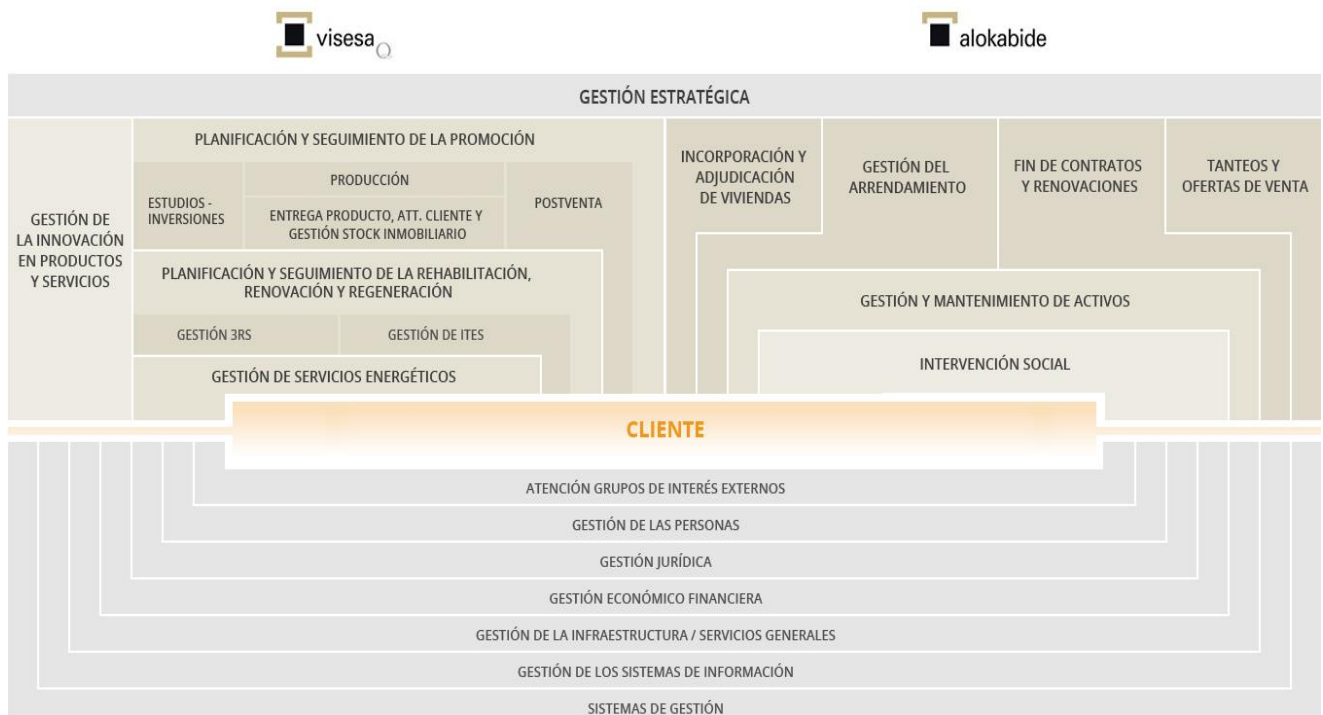 visesa Q
alokabide
GESTIÓN ESTRATÉGICA
GESTIÓN DE
LA INNOVACIÓN
EN PRODUCTOS
Y SERVICIOS
PLANIFICACIÓN Y SEGUIMIENTO DE LA PROMOCIÓN
ESTUDIOS -
INVERSIONES
PRODUCCIÓN
ENTREGA PRODUCTO, ATT. CLIENTE Y
GESTIÓN STOCK INMOBILIARIO
POSTVENTA
PLANIFICACIÓN Y SEGUIMIENTO DE LA REHABILITACIÓN,
RENOVACIÓN Y REGENERACIÓN
GESTIÓN 3RS
GESTIÓN DE ITES
GESTIÓN DE SERVICIOS ENERGÉTICOS
INCORPORACIÓN Y
ADJUDICACIÓN
DE VIVIENDAS
GESTIÓN DEL
ARRENDAMIENTO
FIN DE CONTRATOS
Y RENOVACIONES
TANTEOS Y
OFERTAS DE VENTA
GESTIÓN Y MANTENIMIENTO DE ACTIVOS
INTERVENCIÓN SOCIAL
CLIENTE
ATENCIÓN GRUPOS DE INTERÉS EXTERNOS
GESTIÓN DE LAS PERSONAS
GESTIÓN JURÍDICA
GESTIÓN ECONÓMICO FINANCIERA
GESTIÓN DE LA INFRAESTRUCTURA / SERVICIOS GENERALES
GESTIÓN DE LOS SISTEMAS DE INFORMACIÓN
SISTEMAS DE GESTIÓN